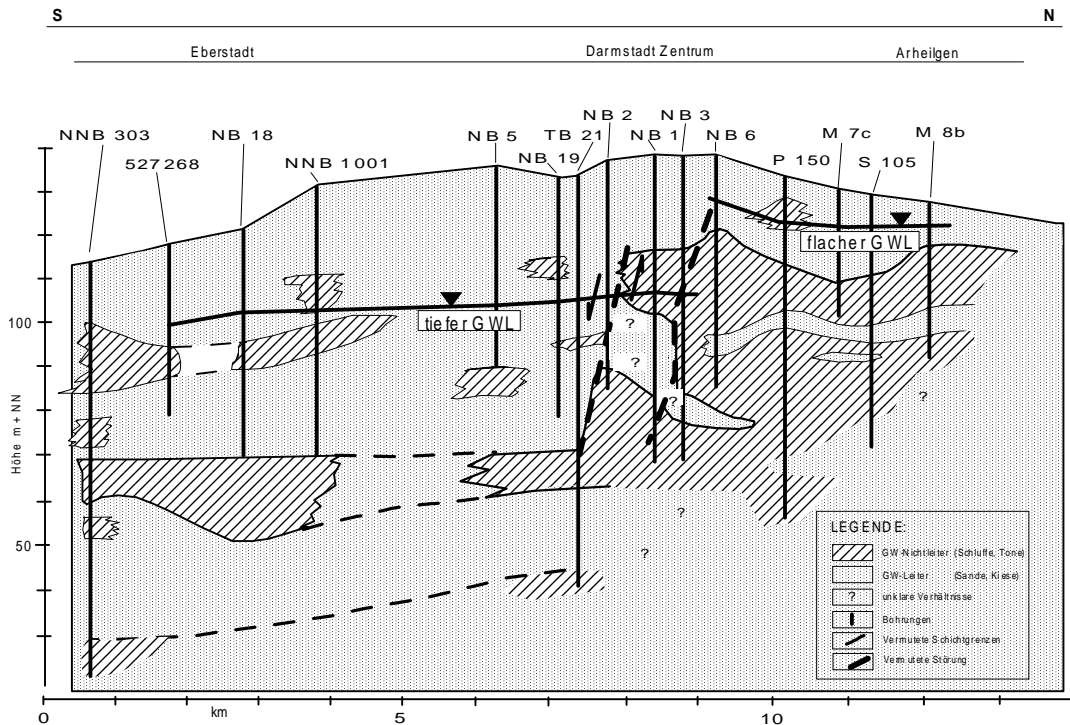 S N
Eberstadt Darmstadt Zentrum Arheilgen
NNB 303
527268
NB 18
NNB 1001
NB 5
NB 19
TB 21
NB 2
NB 1
NB 3
NB 6
P 150
M 7c
S 105
M 8b
flacher GWL
tiefer GWL
100
50
Höhe m + NN
?
?
?
?
?
?
LEGENDE:
GW-Nichtleiter (Schluffe, Tone)
GW-Leiter (Sande, Kiese)
? unklare Verhältnisse
Bohrungen
Vermutete Schichtgrenzen
Vermutete Störung
0 km 5 10